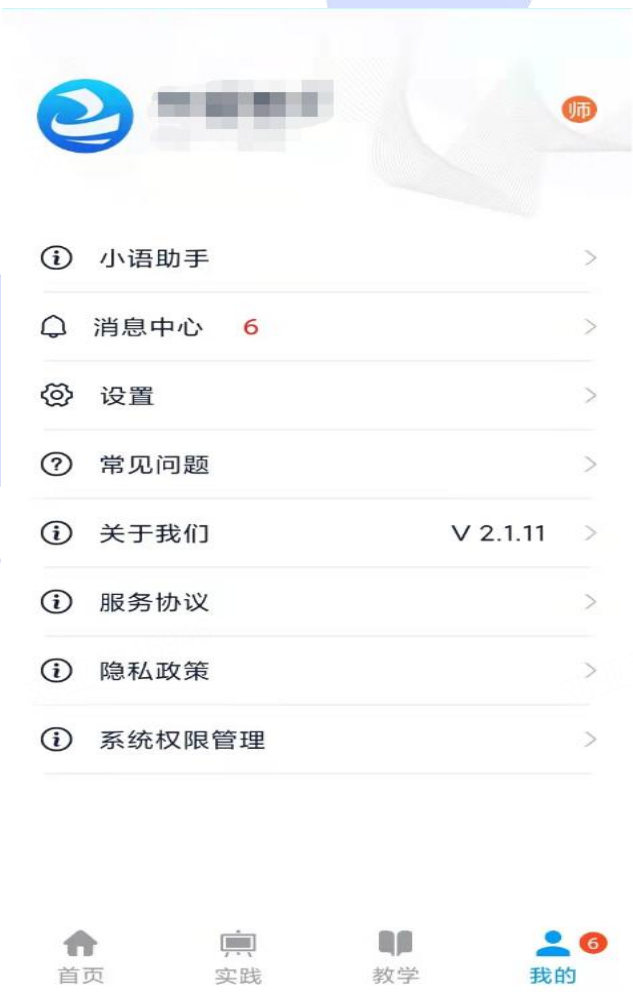 师
小语助手
消息中心 6
设置
常见问题
关于我们 V 2.1.11
服务协议
隐私政策
系统权限管理
6
首页 实践 教学 我的